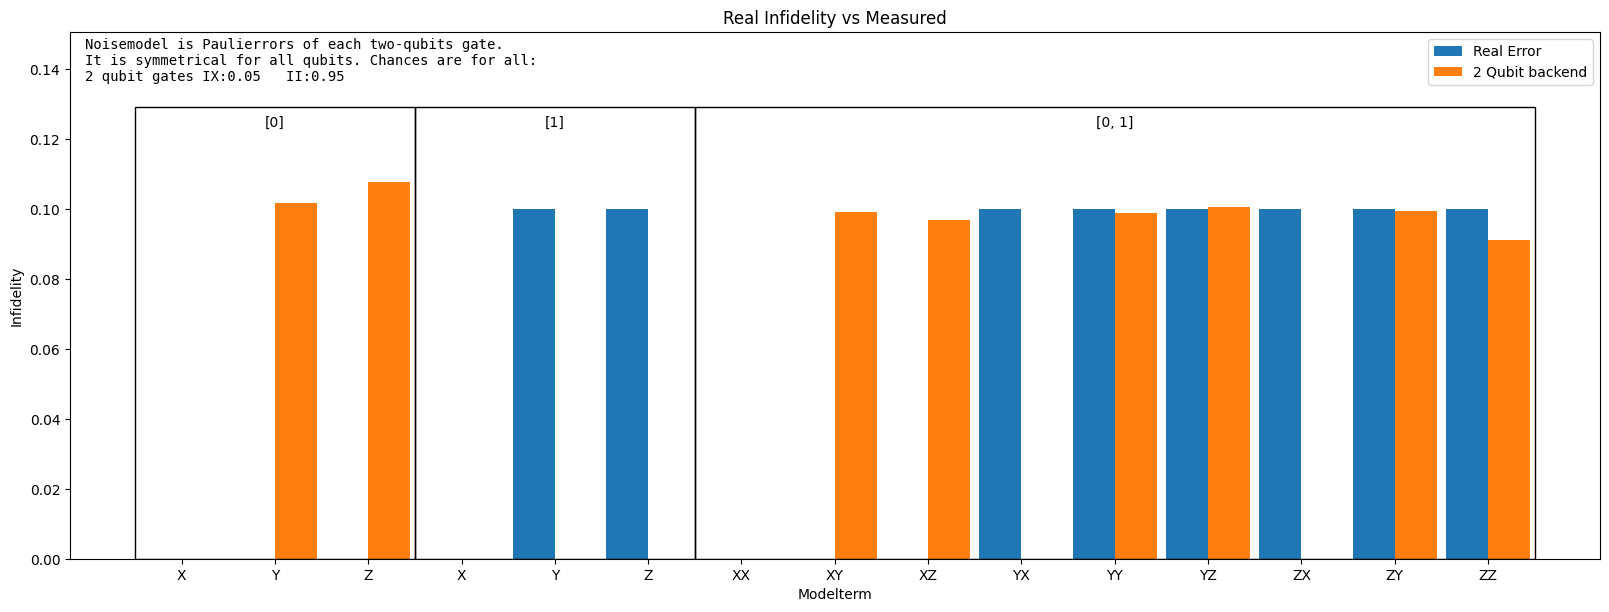 Real Infidelity vs Measured
Noisemodel is Paulierrors of each two-qubits gate.
It is symmetrical for all qubits. Chances are for all:
2 qubit gates IX:0.05   II:0.95
Real Error
2 Qubit backend
[0]
[1]
[0, 1]
Infidelity
0.14
0.12
0.10
0.08
0.06
0.04
0.02
0.00
X Y Z X Y Z XX XY XZ YX YY YZ ZX ZY ZZ
Modelterm